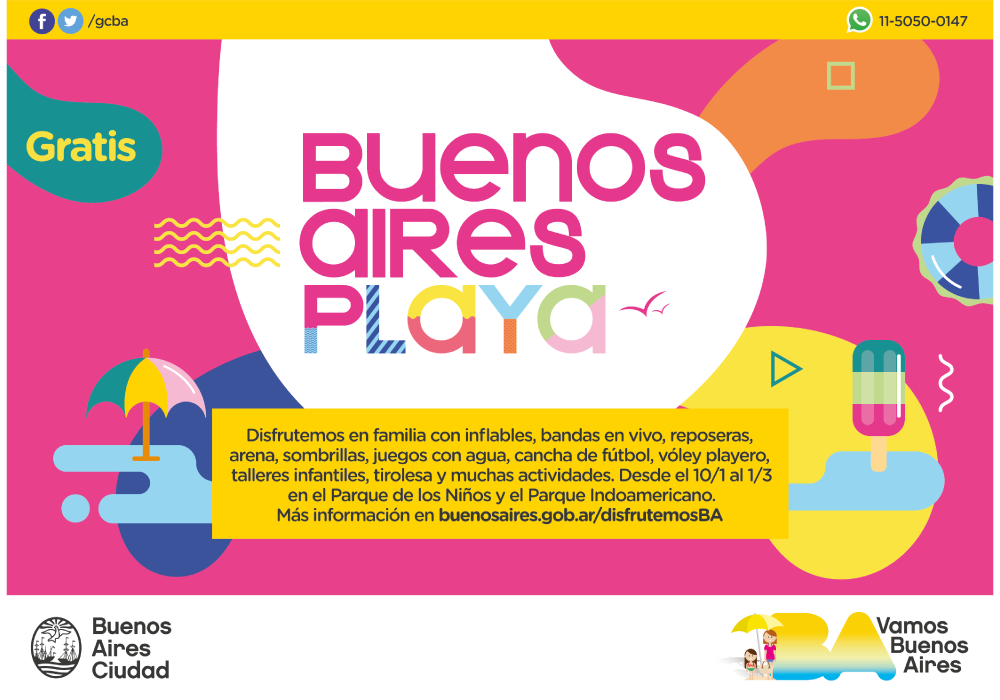 /gcba
11-5050-0147
Gratis
BUENOS
AIRES
PLAYA
Disfrutemos en familia con inflables, bandas en vivo, reposeras,
arena, sombrillas, juegos con agua, cancha de fútbol, vóley playero,
talleres infantiles, tirolesa y muchas actividades. Desde el 10/1 al 1/3
en el Parque de los Niños y el Parque Indoamericano.
Más información en buenosaires.gob.ar/disfrutemosBA
Buenos
Aires
Ciudad
BA
Vamos
Buenos
Aires